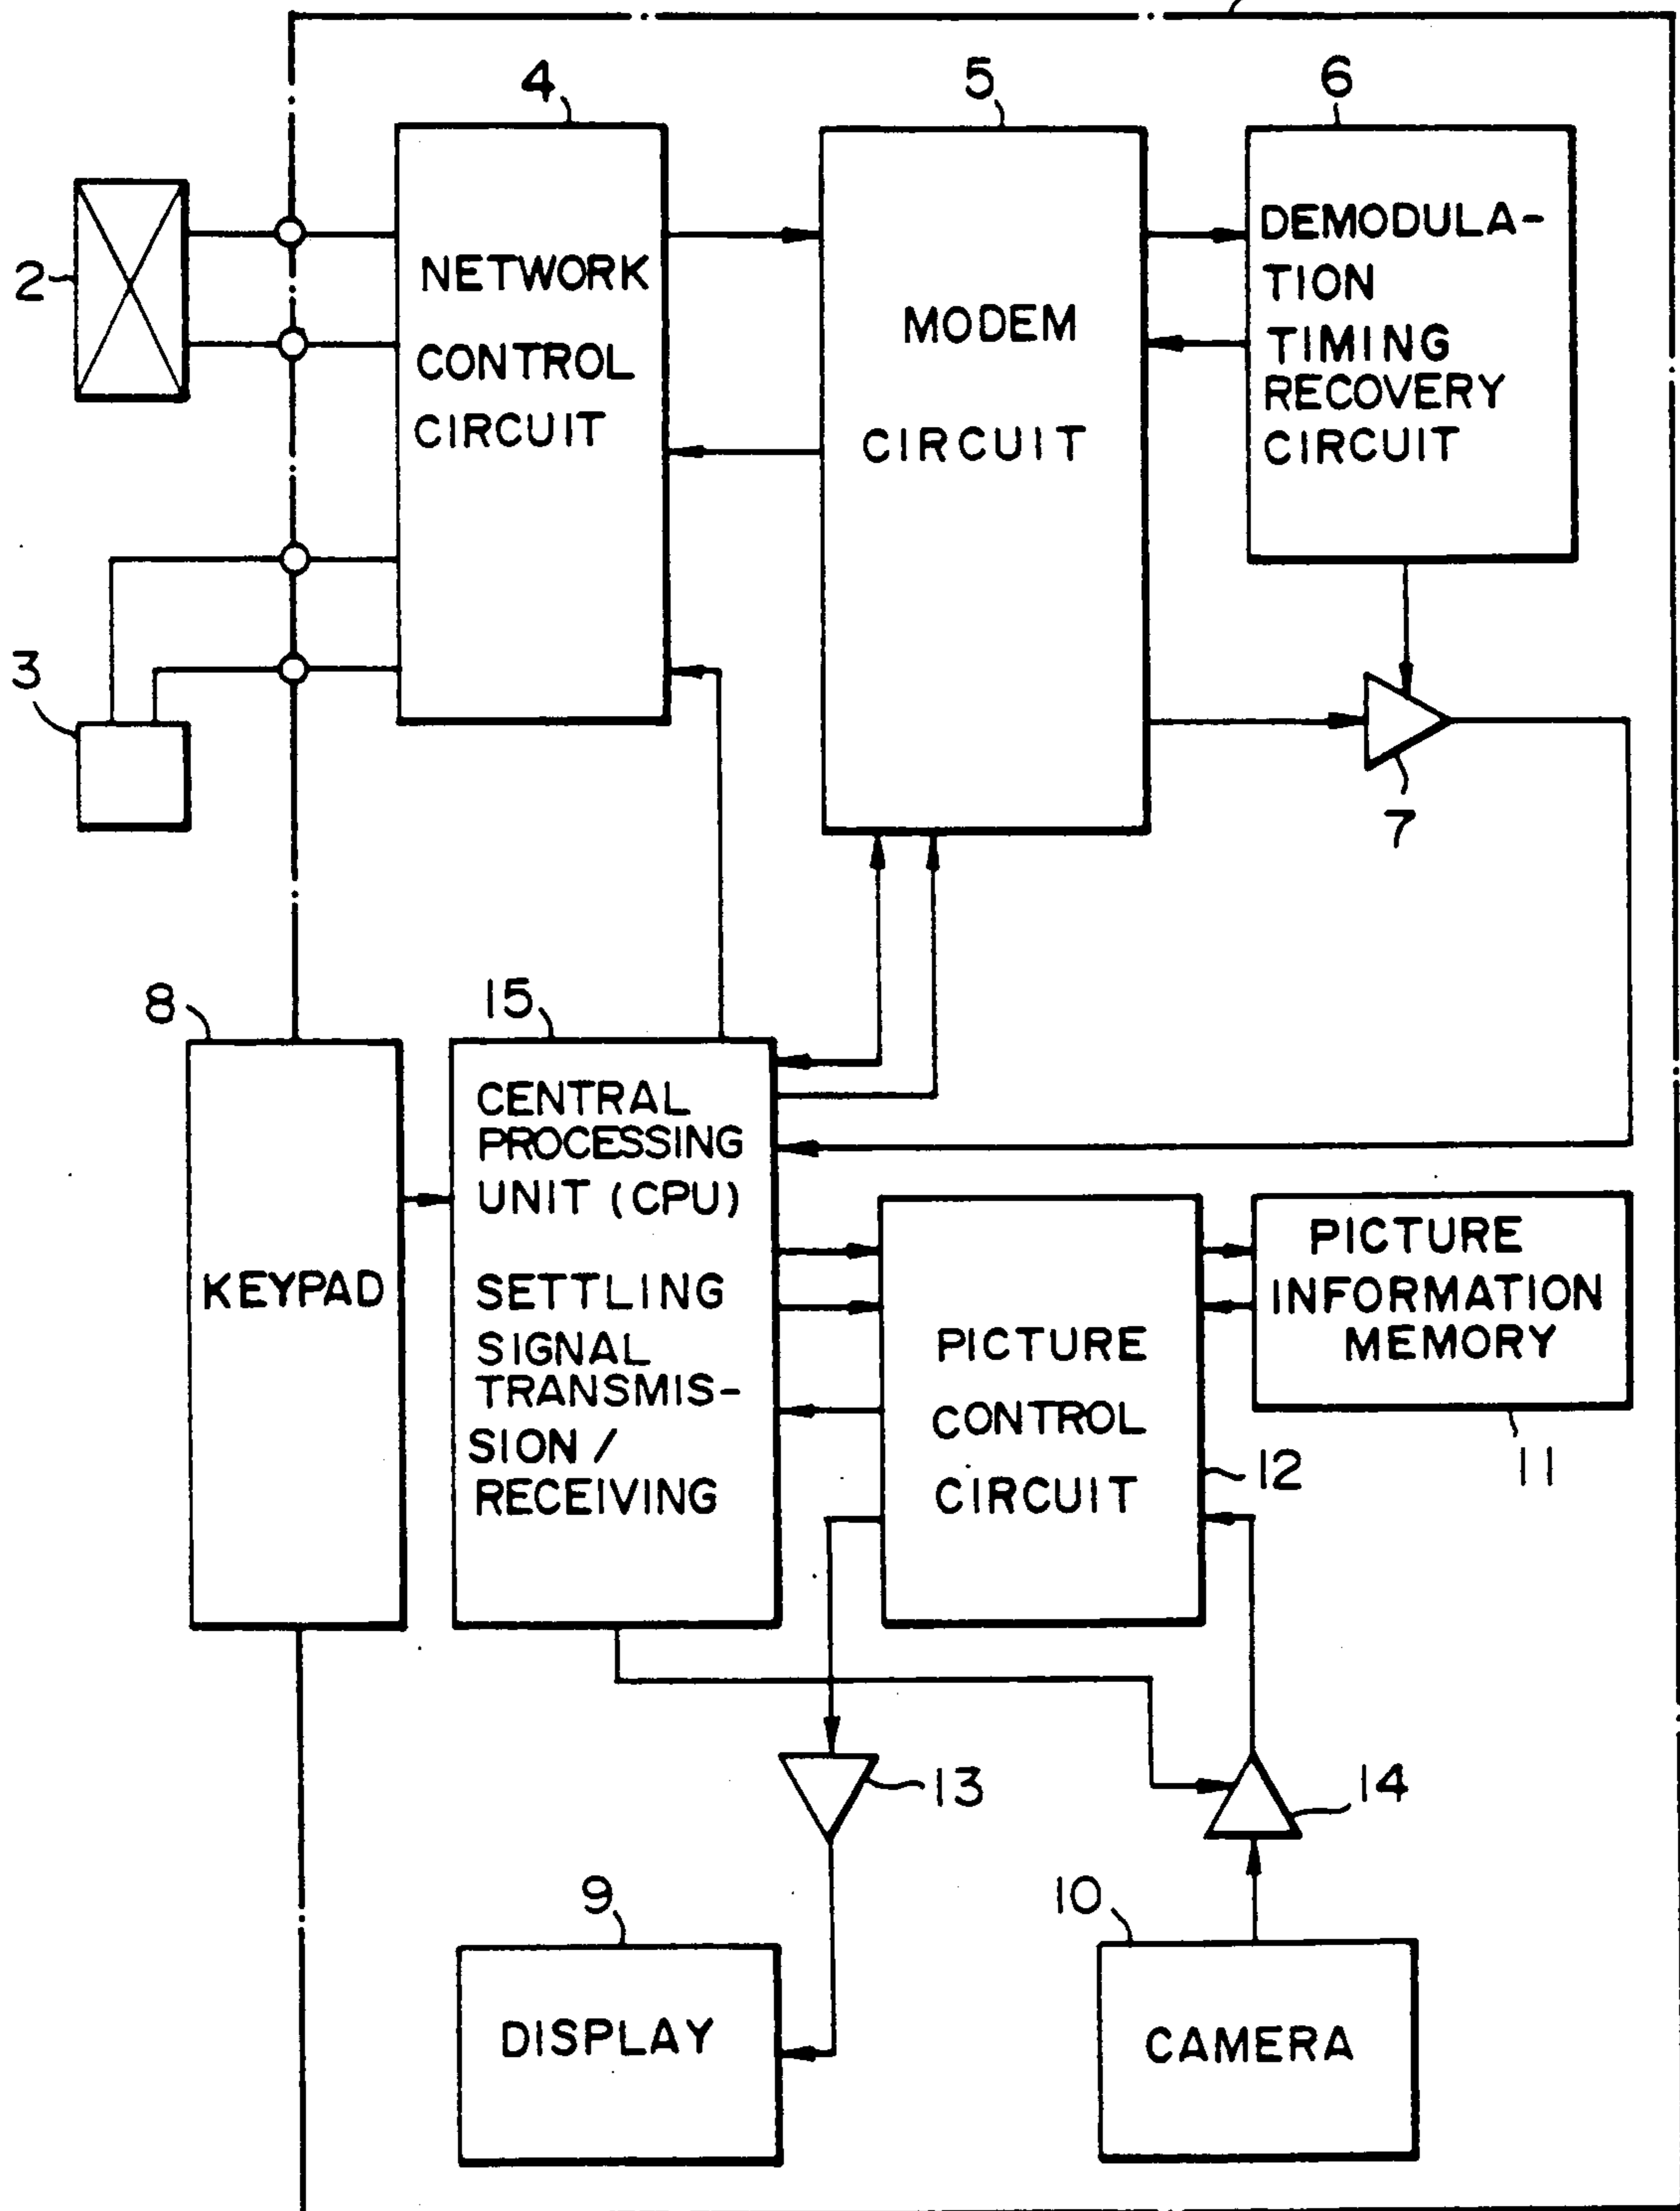 4
5
6
2
NETWORK
CONTROL
CIRCUIT
MODEM
CIRCUIT
DEMODULA-
TION
TIMING
RECOVERY
CIRCUIT
3
7
8
15
KEYPAD
CENTRAL
PROCESSING
UNIT (CPU)
SETTLING
SIGNAL
TRANSMIS-
SION /
RECEIVING
PICTURE
CONTROL
CIRCUIT
12
PICTURE
INFORMATION
MEMORY
11
13
14
9
10
DISPLAY
CAMERA